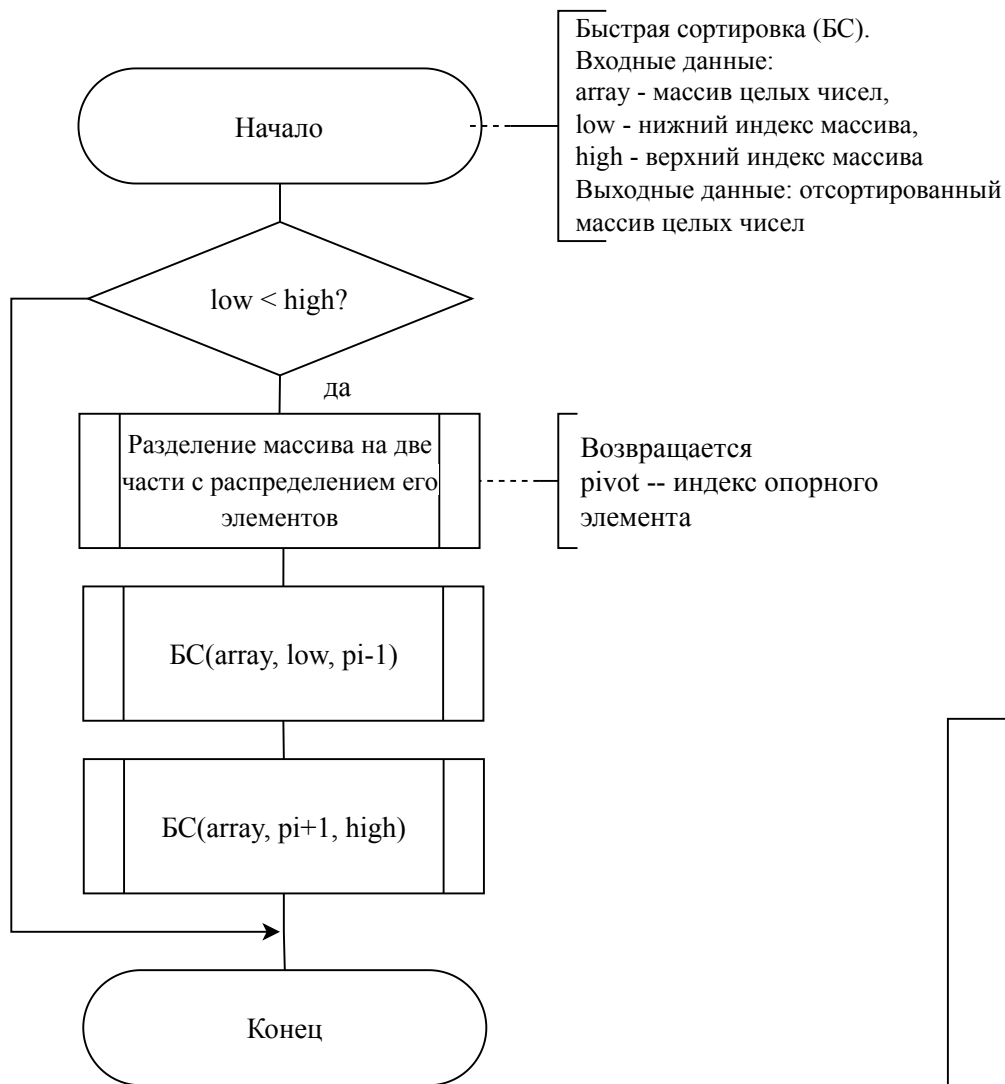 Быстрая сортировка (БС).
Входные данные:
array - массив целых чисел,
low - нижний индекс массива,
high - верхний индекс массива
Выходные данные: отсортированный
массив целых чисел
Начало
low < high?
да
Разделение массива на две
части с распределением его
элементов
Возвращается
pivot -- индекс опорного
элемента
БС(array, low, pi-1)
БС(array, pi+1, high)
Конец